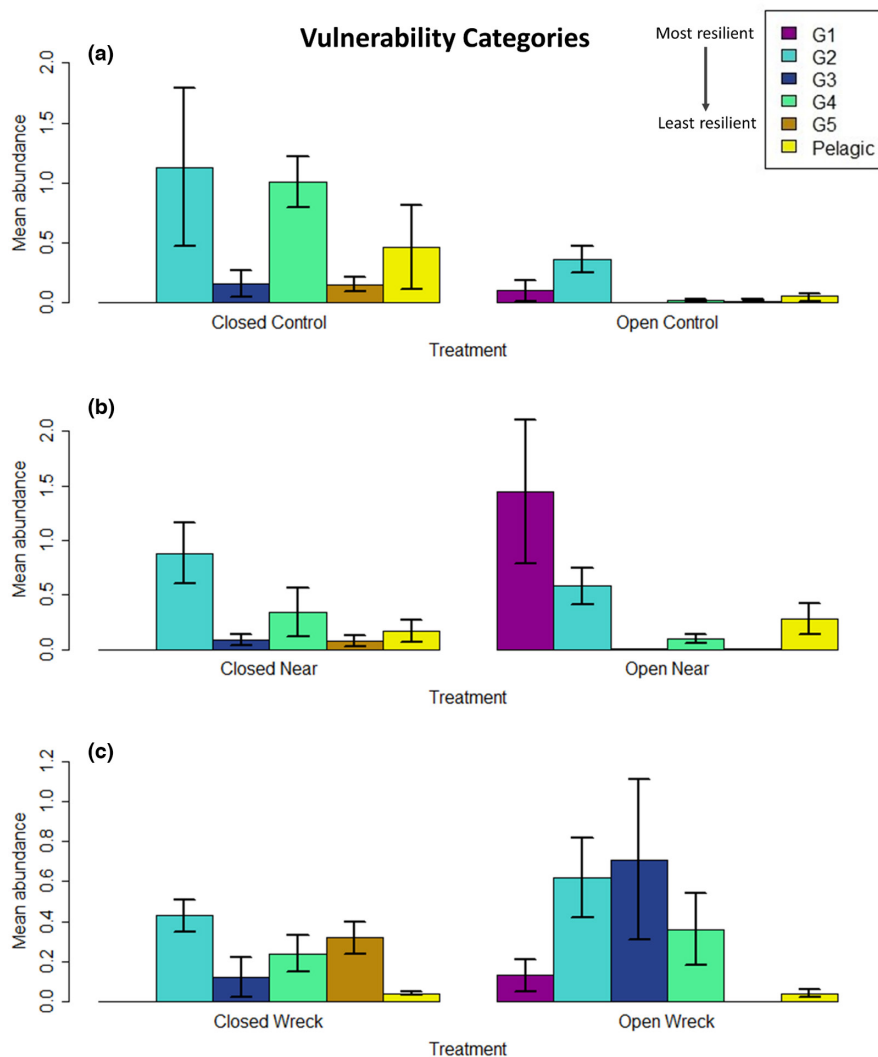 Vulnerability Categories
Most resilient
Least resilient
G1
G2
G3
G4
G5
Pelagic
(a)
Mean abundance
2.0
1.5
1.0
0.5
0.0
Closed Control
Open Control
Treatment
(b)
Mean abundance
2.0
1.5
1.0
0.5
0.0
Closed Near
Open Near
Treatment
(c)
Mean abundance
1.2
1.0
0.8
0.6
0.4
0.2
0.0
Closed Wreck
Open Wreck
Treatment